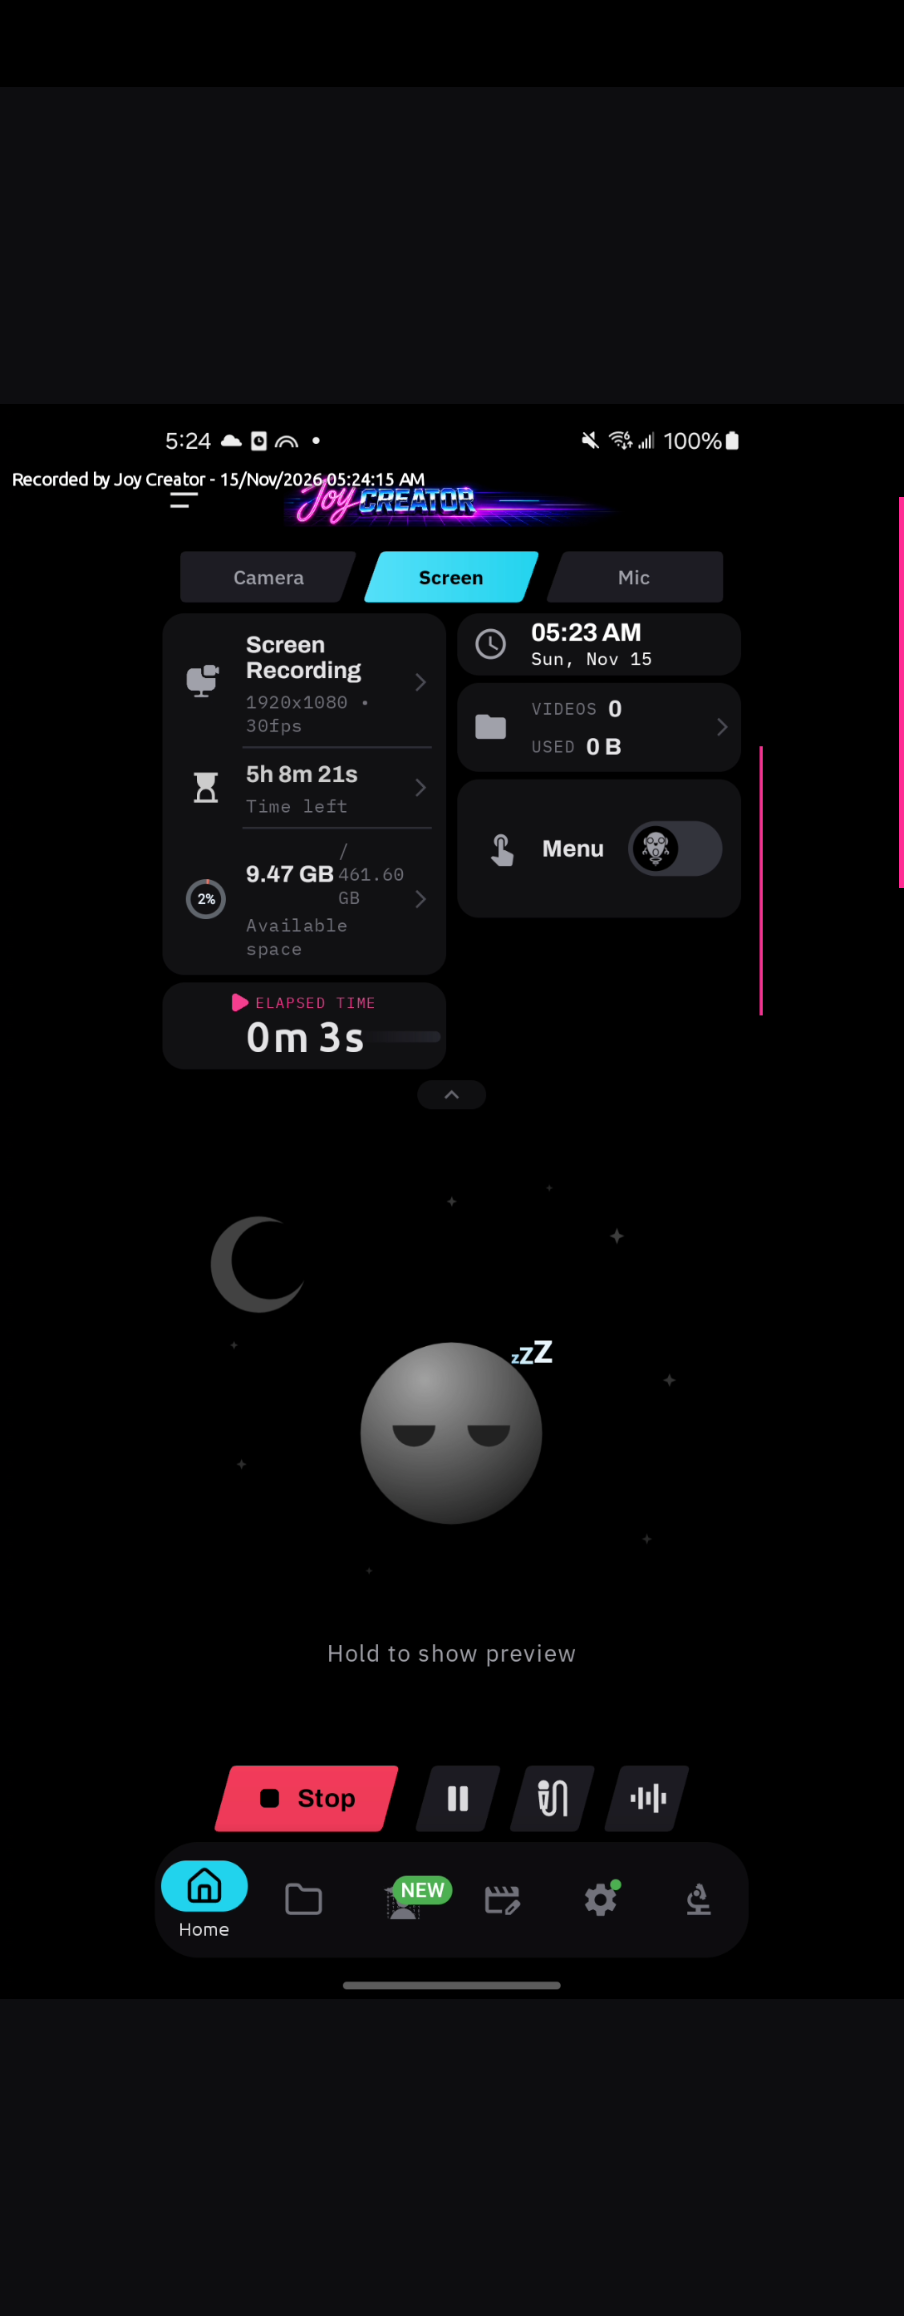 5:24
100%
Recorded by Joy Creator - 15/Nov/2026 05:24:15 AM
Joy CREATOR
Camera
Screen
Mic
Screen
Recording
1920x1080 •
30fps
5h 8m 21s
Time left
2%
9.47 GB / 461.60 GB
Available
space
ELAPSED TIME
0m 3s
05:23 AM
Sun, Nov 15
VIDEOS 0
USED 0 B
Menu
zZZ
Hold to show preview
Stop
NEW
Home